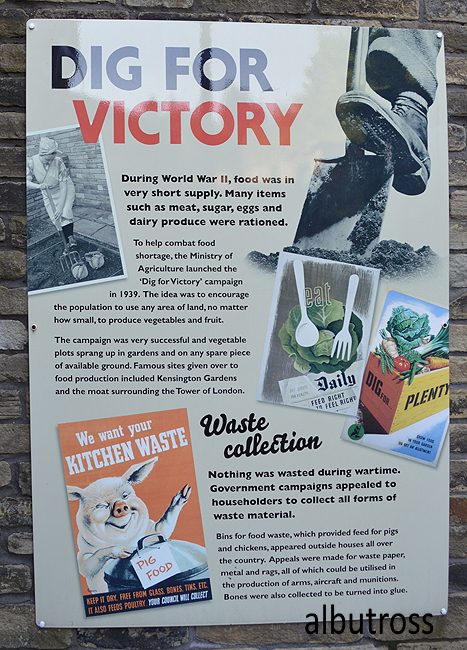 DIG FOR
VICTORY
During World War II, food was in
very short supply. Many items
such as meat, sugar, eggs and
dairy produce were rationed.
To help combat food
shortage, the Ministry of
Agriculture launched the
'Dig for Victory' campaign
in 1939. The idea was to encourage
the population to use any area of land, no matter
how small, to produce vegetables and fruit.
The campaign was very successful and vegetable
plots sprang up in gardens and on any spare piece
of available ground. Famous sites given over to
food production included Kensington Gardens
and the moat surrounding the Tower of London.
eat
Daily
FEED RIGHT
TO FEEL RIGHT
DIG FOR
PLENTY
GROW FOOD
IN YOUR GARDEN
OR GET AN ALLOTMENT
We want your
KITCHEN WASTE
PIG
FOOD
KEEP IT DRY, FREE FROM GLASS, BONES, TINS, ETC.
IT ALSO FEEDS POULTRY YOUR COUNCIL WILL COLLECT
Waste
collection
Nothing was wasted during wartime.
Government campaigns appealed to
householders to collect all forms of
waste material.
Bins for food waste, which provided feed for pigs
and chickens, appeared outside houses all over
the country. Appeals were made for waste paper,
metal and rags, all of which could be utilised in
the production of arms, aircraft and munitions.
Bones were also collected to be turned into glue.
albutross